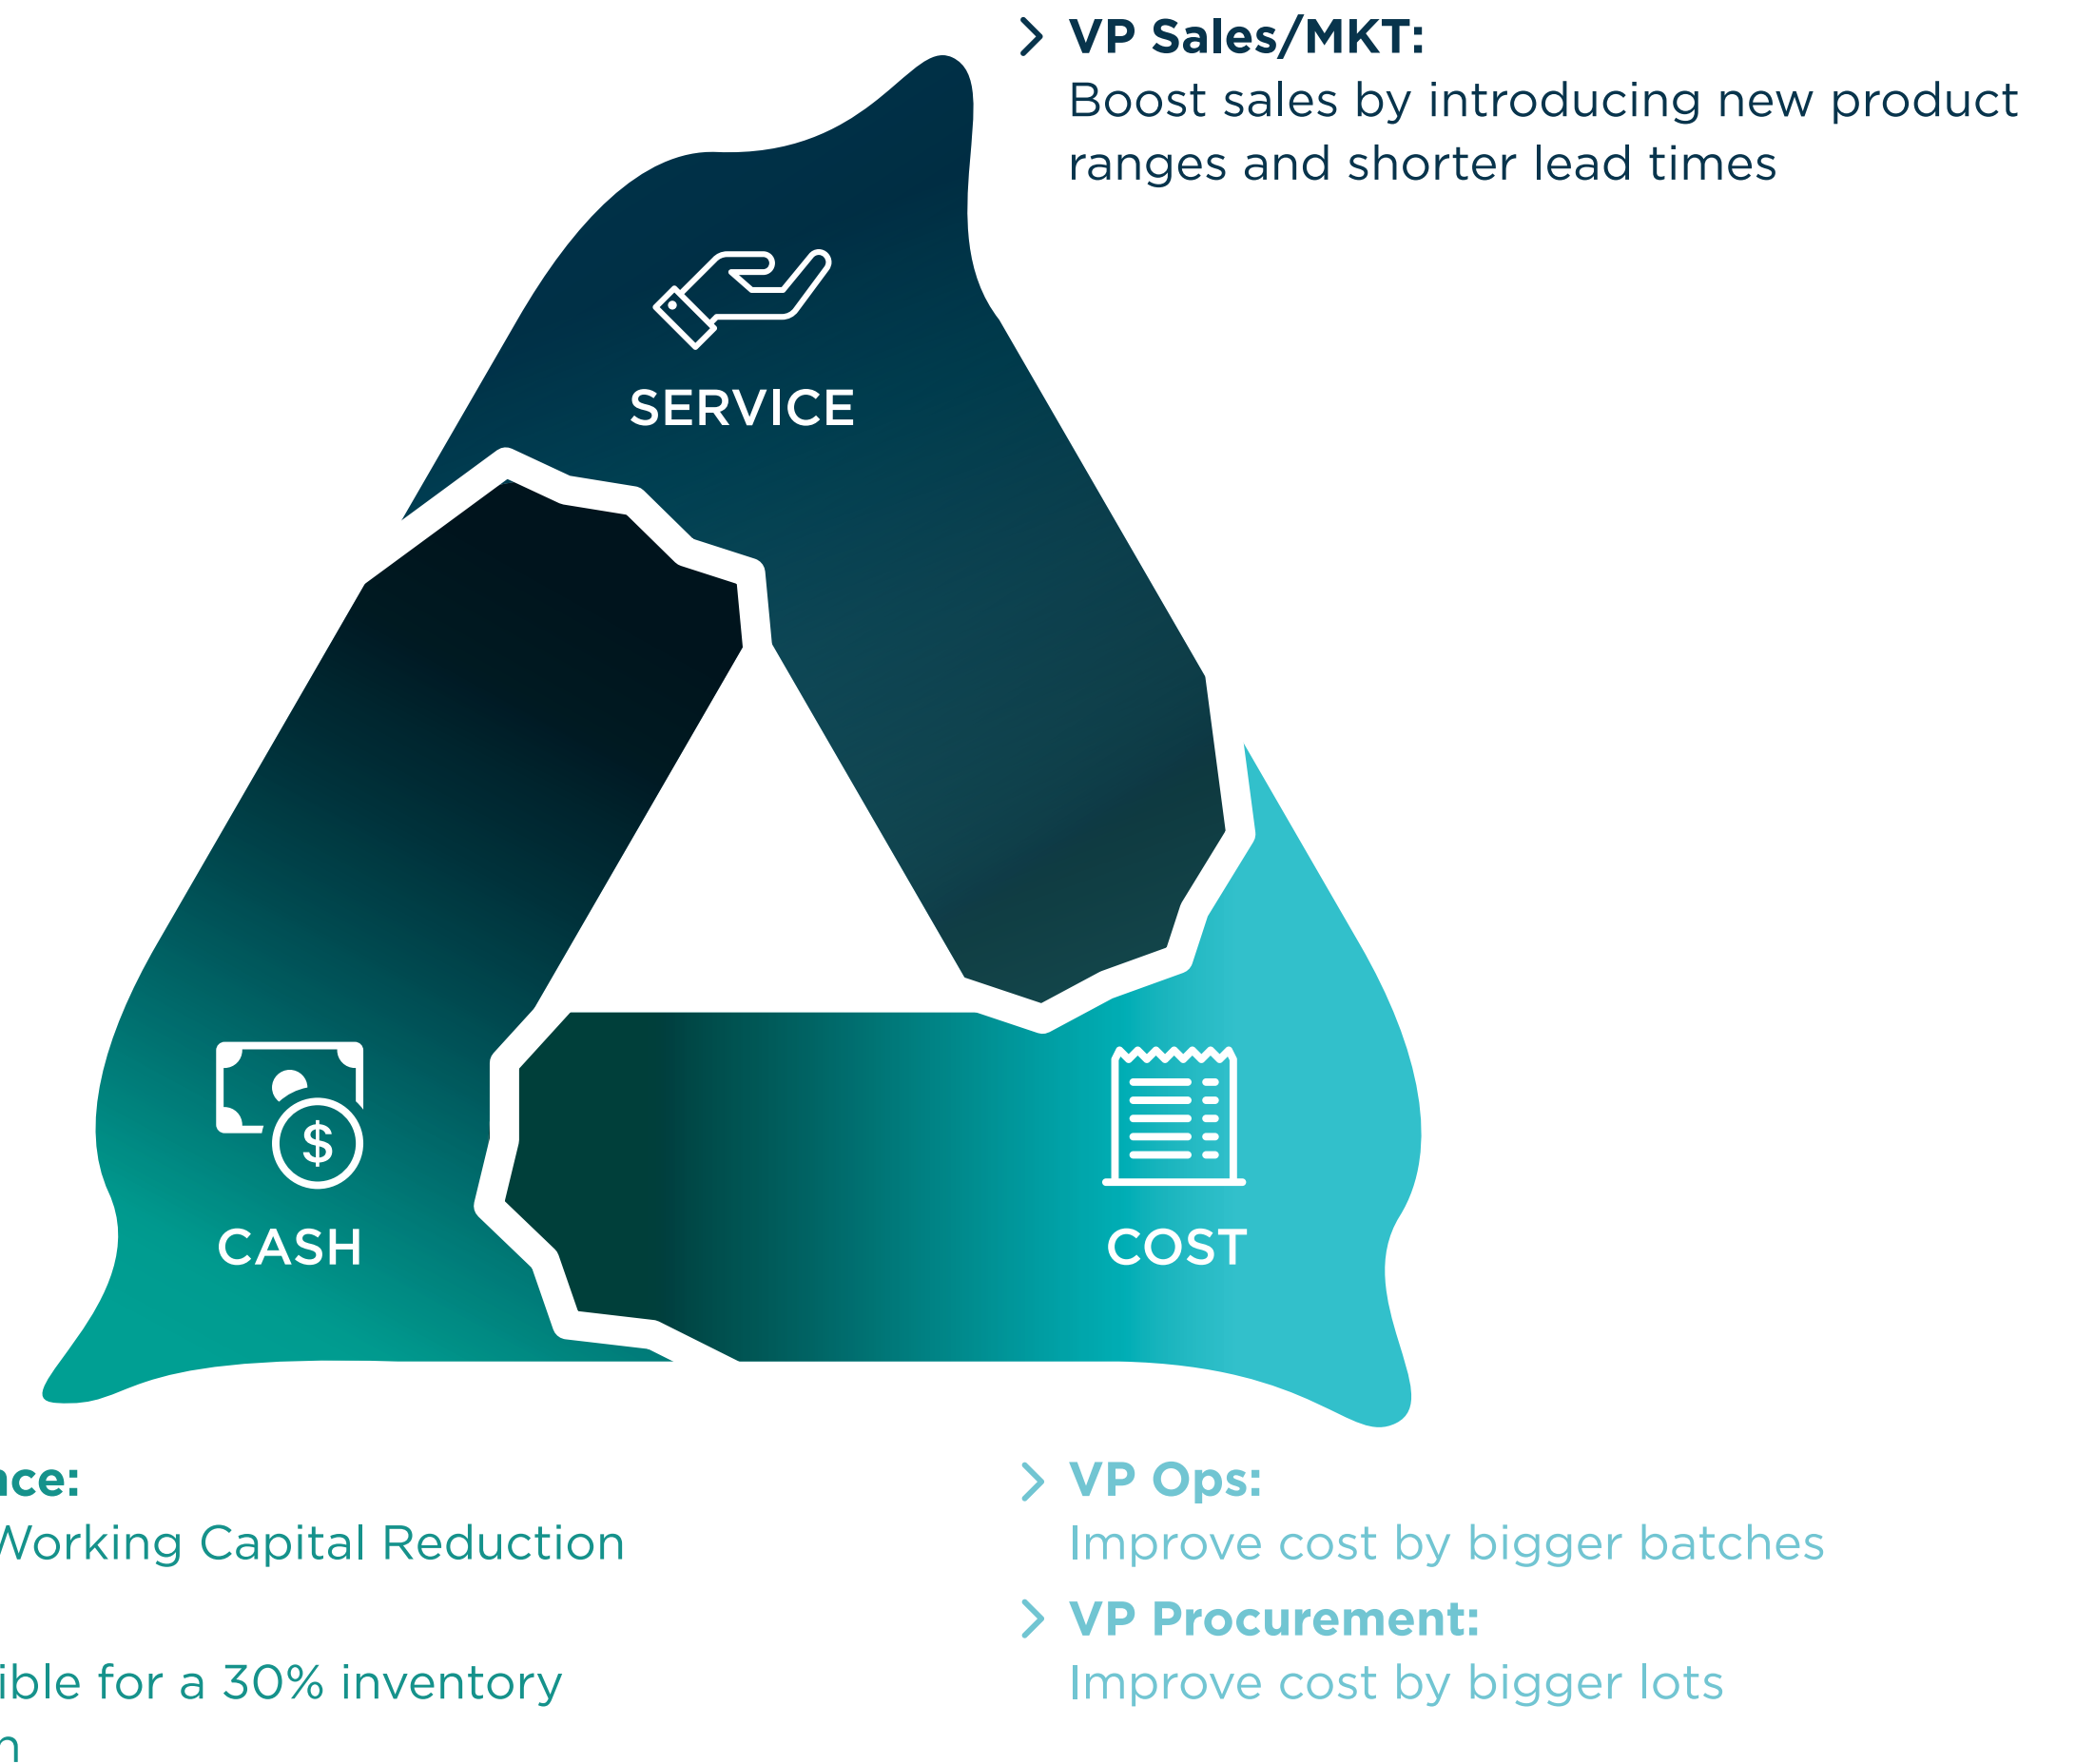 VP Sales/MKT:
Boost sales by introducing new product
ranges and shorter lead times
SERVICE
$
CASH
COST
nce:
Working Capital Reduction
ible for a 30% inventory
n
VP Ops:
Improve cost by bigger batches
VP Procurement:
Improve cost by bigger lots